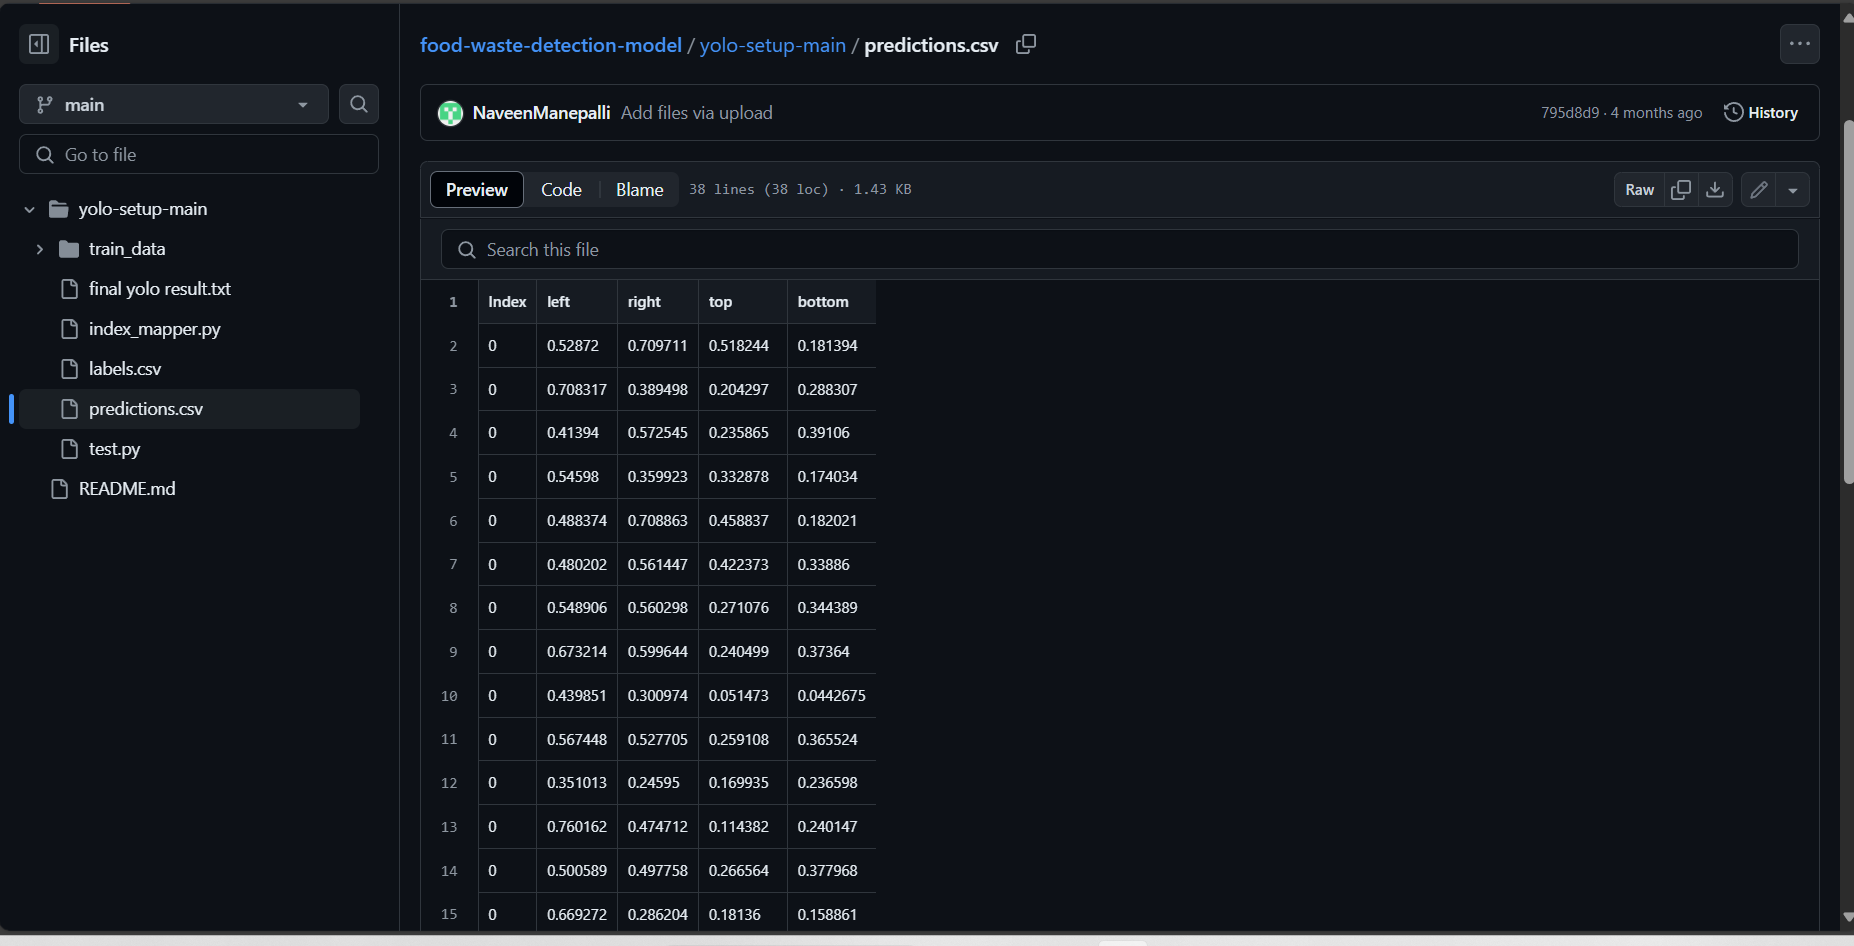 Files
main
Go to file
yolo-setup-main
train_data
final yolo result.txt
index_mapper.py
labels.csv
predictions.csv
test.py
README.md
food-waste-detection-model / yolo-setup-main / predictions.csv
NaveenManepalli Add files via upload 795d8d9 · 4 months ago History
Preview Code Blame 38 lines (38 loc) · 1.43 KB Raw
Search this file
1 Index left right top bottom
2 0 0.52872 0.709711 0.518244 0.181394
3 0 0.708317 0.389498 0.204297 0.288307
4 0 0.41394 0.572545 0.235865 0.39106
5 0 0.54598 0.359923 0.332878 0.174034
6 0 0.488374 0.708863 0.458837 0.182021
7 0 0.480202 0.561447 0.422373 0.33886
8 0 0.548906 0.560298 0.271076 0.344389
9 0 0.673214 0.599644 0.240499 0.37364
10 0 0.439851 0.300974 0.051473 0.0442675
11 0 0.567448 0.527705 0.259108 0.365524
12 0 0.351013 0.24595 0.169935 0.236598
13 0 0.760162 0.474712 0.114382 0.240147
14 0 0.500589 0.497758 0.266564 0.377968
15 0 0.669272 0.286204 0.18136 0.158861